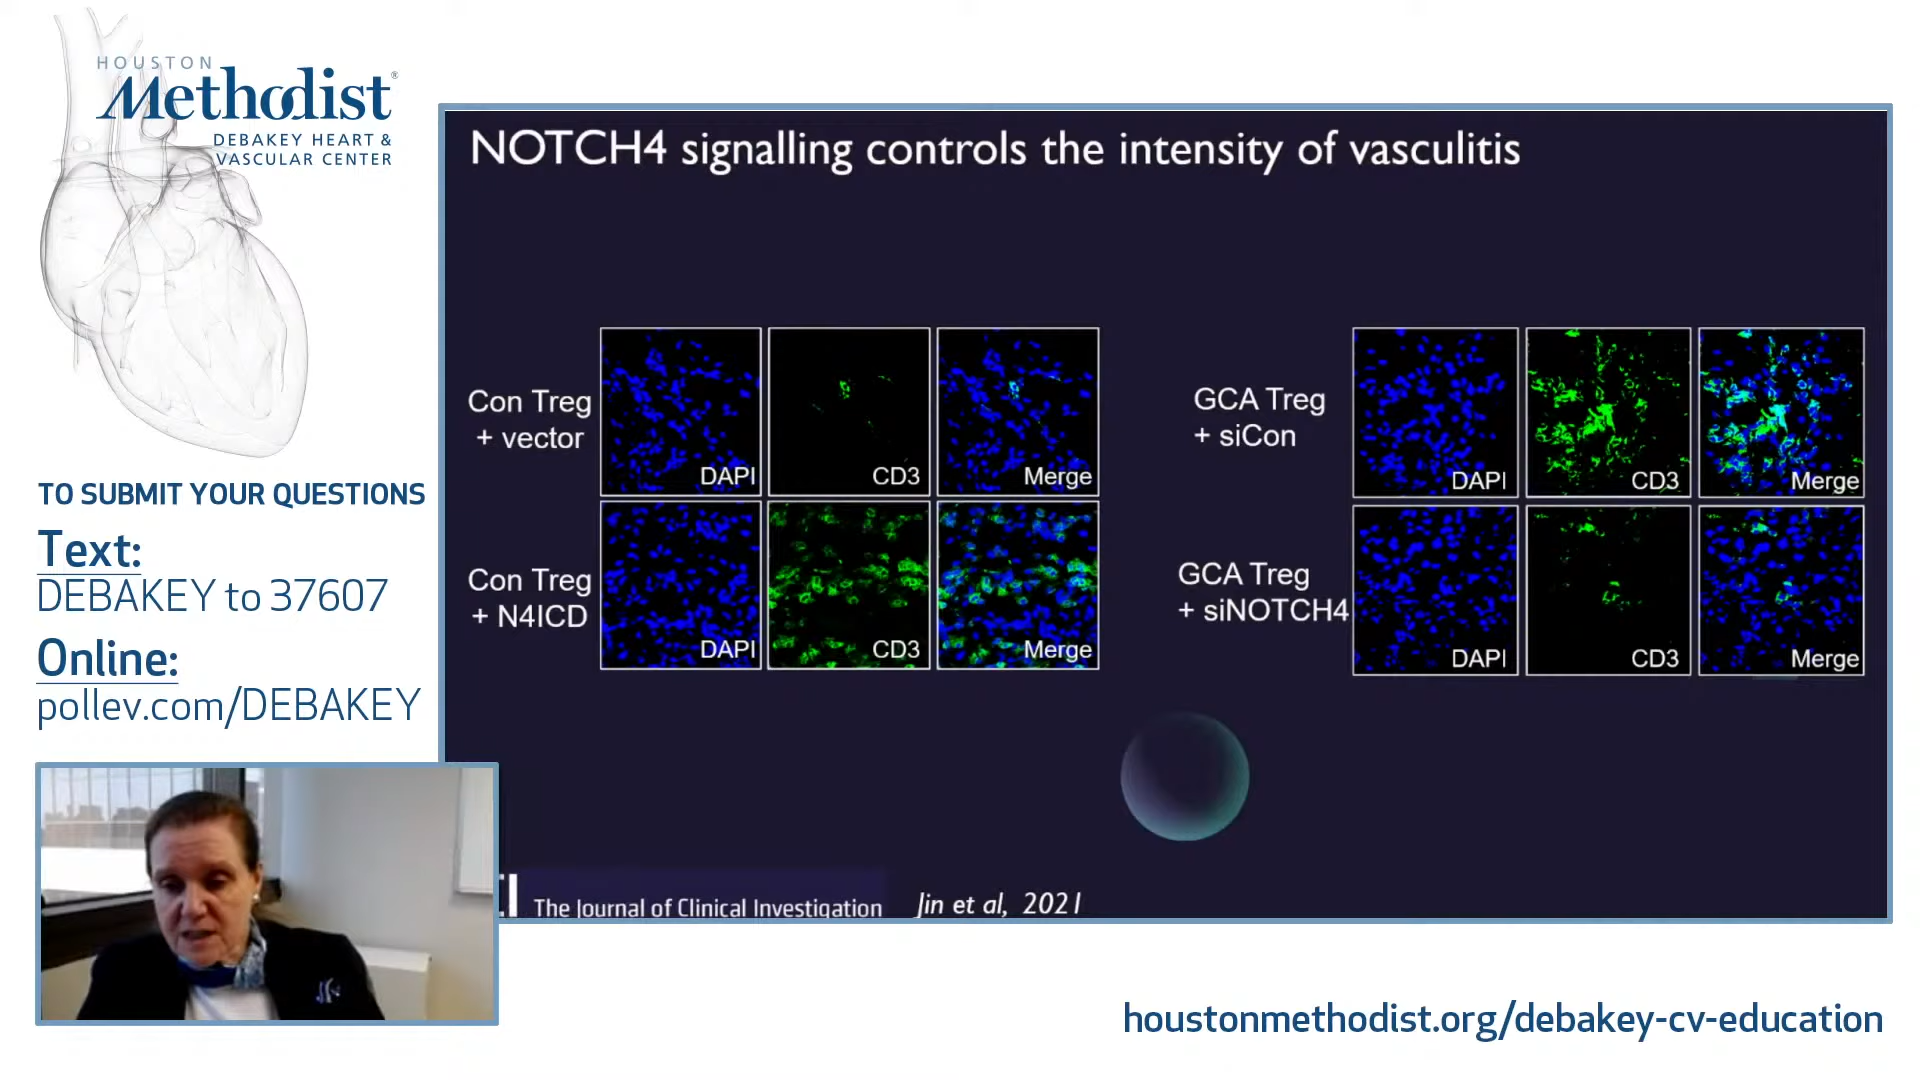 HOUSTON
Methodist®
DEBAKEY HEART &
VASCULAR CENTER
TO SUBMIT YOUR QUESTIONS
Text:
DEBAKEY to 37607
Online:
pollev.com/DEBAKEY
NOTCH4 signalling controls the intensity of vasculitis
Con Treg
+ vector
DAPI
CD3
Merge
Con Treg
+ N4ICD
DAPI
CD3
Merge
GCA Treg
+ siCon
DAPI
CD3
Merge
GCA Treg
+ siNOTCH4
DAPI
CD3
Merge
The Journal of Clinical Investigation
Jin et al, 2021
houstonmethodist.org/debakey-cv-education